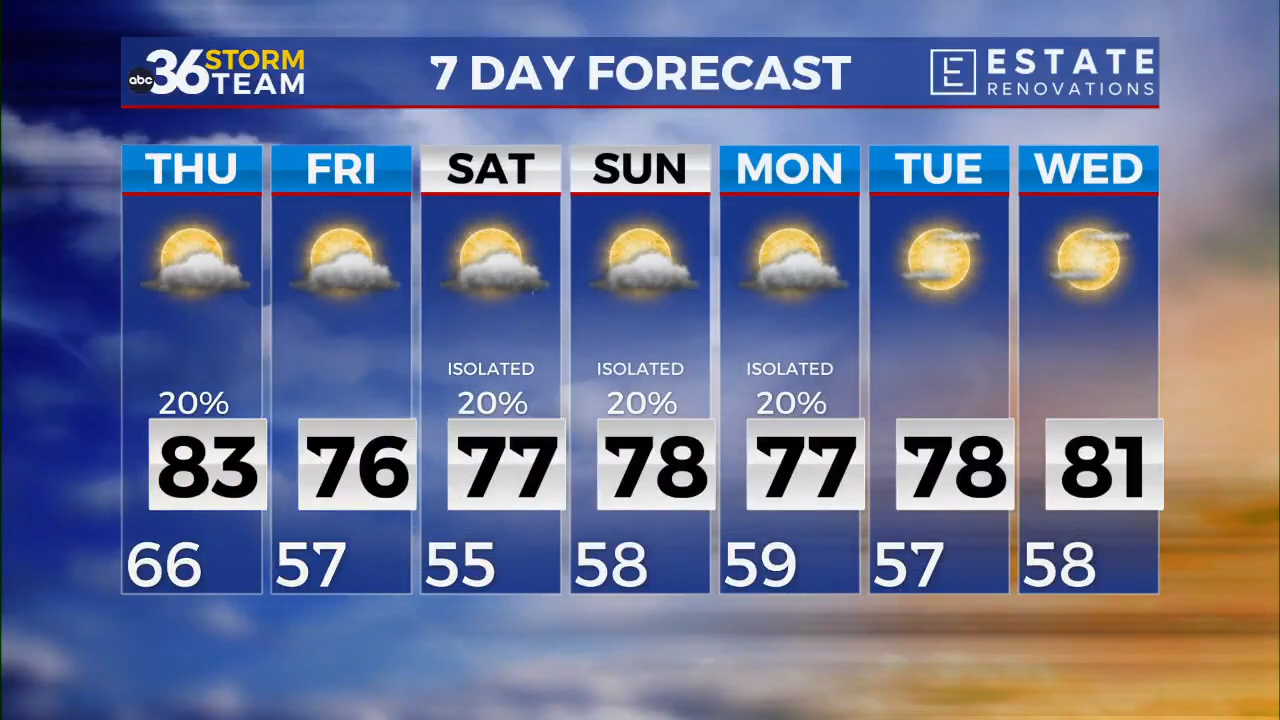 abc 36 STORM TEAM
7 DAY FORECAST
ESTATE
RENOVATIONS
THU FRI SAT SUN MON TUE WED
ISOLATED ISOLATED ISOLATED
20% 20% 20% 20%
83 76 77 78 77 78 81
66 57 55 58 59 57 58